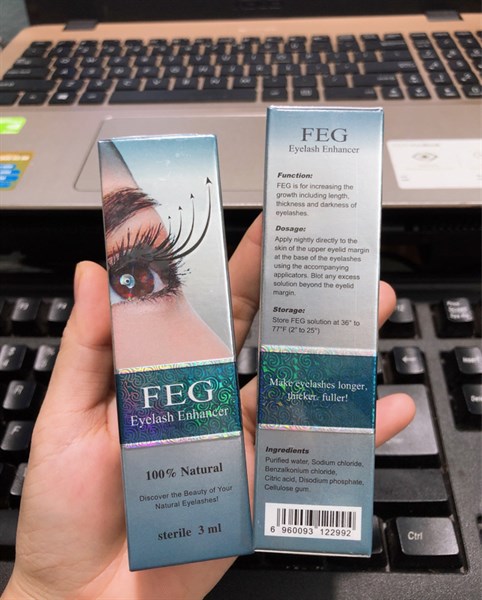 FEG
Eyelash Enhancer
100% Natural
Discover the Beauty of Your
Natural Eyelashes!
sterile 3 ml
FEG
Eyelash Enhancer
Function:
FEG is for increasing the
growth including length,
thickness and darkness of
eyelashes.
Dosage:
Apply nightly directly to the
skin of the upper eyelid margin
at the base of the eyelashes
using the accompanying
applicators. Blot any excess
solution beyond the eyelid
margin.
Storage:
Store FEG solution at 36° to
77°F (2° to 25°)
Make eyelashes longer,
thicker, fuller!
Ingredients
Purified water, Sodium chloride,
Benzalkonium chloride,
Citric acid, Disodium phosphate,
Cellulose gum.
6 960093 122992
Ctrl